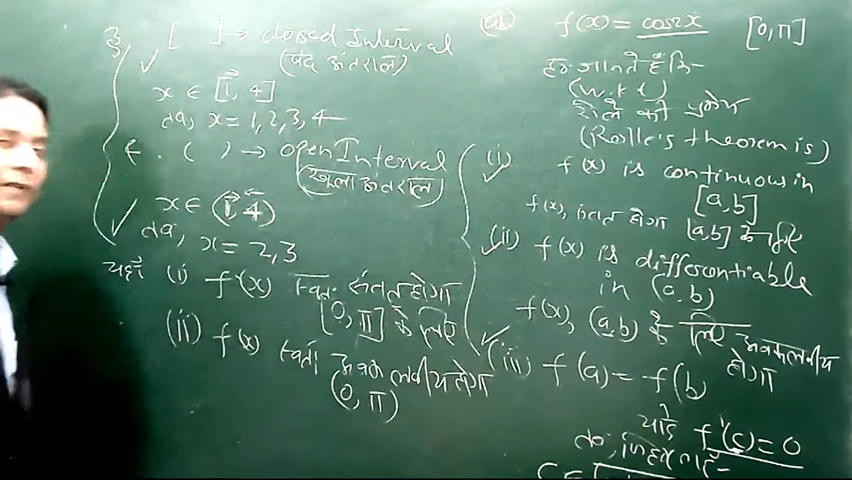 3. [ ] → closed Interval
(बंद अंतराल)
x ∈ [1, 4]
तब, x = 1, 2, 3, 4
( ) → open Interval
(खुला अंतराल)
x ∈ (1, 4)
तब, x = 2, 3
यहाँ (i) f(x) स्वतः संतत होगा
[0, π] के लिए
(ii) f(x) स्वतः अवकलनीय होगा
(0, π)
f(x) = cos2x [0, π]
हम जानते हैं कि-
(w.k.t)
रोले की प्रमेय
(Rolle's theorem is)
(i) f(x) is continuous in
[a, b]
f(x), संतत होगा [a, b] के लिए
(ii) f(x) is differentiable
in (a, b)
f(x), (a, b) के लिए अवकलनीय
होगा
(iii) f(a) = f(b)
यदि f'(c) = 0
तब,
C ∈